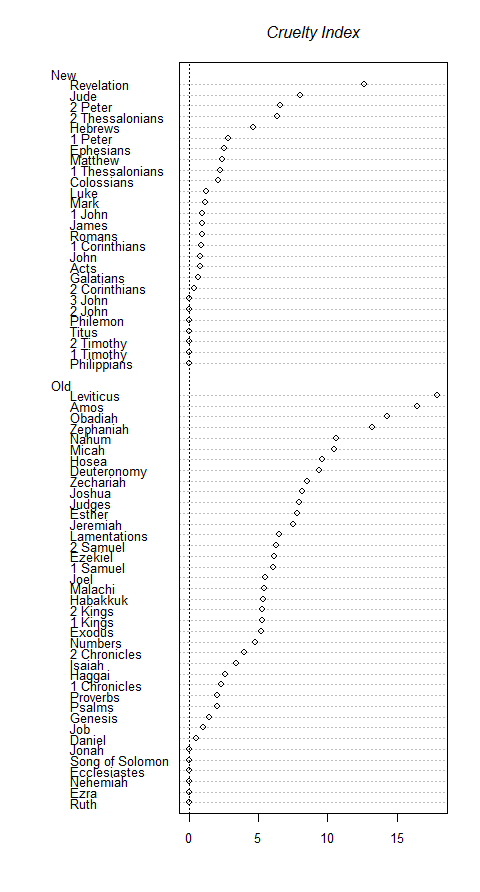 Cruelty Index
New
Revelation
Jude
2 Peter
2 Thessalonians
Hebrews
1 Peter
Ephesians
Matthew
1 Thessalonians
Colossians
Luke
Mark
1 John
James
Romans
1 Corinthians
John
Acts
Galatians
2 Corinthians
3 John
2 John
Philemon
Titus
2 Timothy
1 Timothy
Philippians
Old
Leviticus
Amos
Obadiah
Zephaniah
Nahum
Micah
Hosea
Deuteronomy
Zechariah
Joshua
Judges
Esther
Jeremiah
Lamentations
2 Samuel
Ezekiel
1 Samuel
Joel
Malachi
Habakkuk
2 Kings
1 Kings
Exodus
Numbers
2 Chronicles
Isaiah
Haggai
1 Chronicles
Proverbs
Psalms
Genesis
Job
Daniel
Jonah
Song of Solomon
Ecclesiastes
Nehemiah
Ezra
Ruth
0 5 10 15